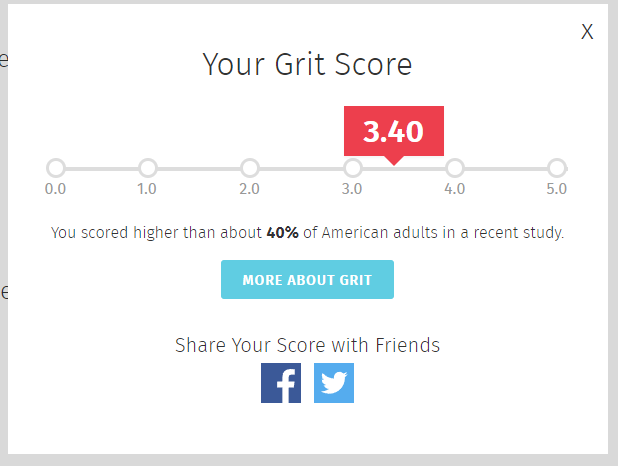 X
Your Grit Score
3.40
0.0 1.0 2.0 3.0 4.0 5.0
You scored higher than about 40% of American adults in a recent study.
MORE ABOUT GRIT
Share Your Score with Friends